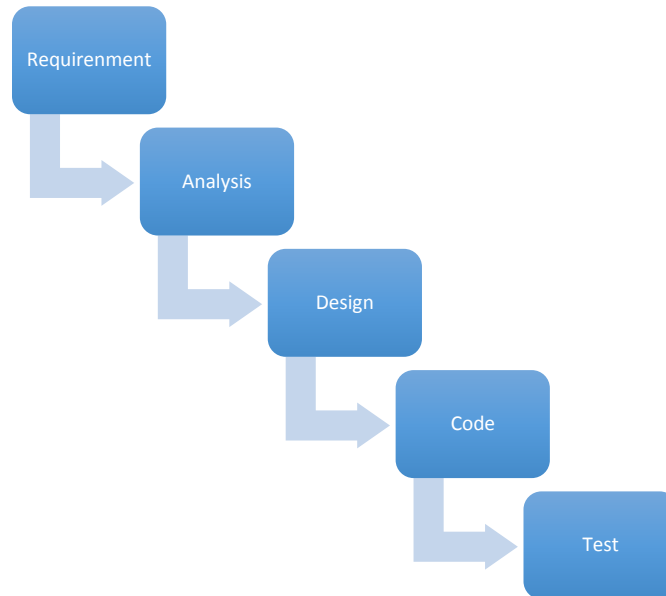 Requirenment
Analysis
Design
Code
Test